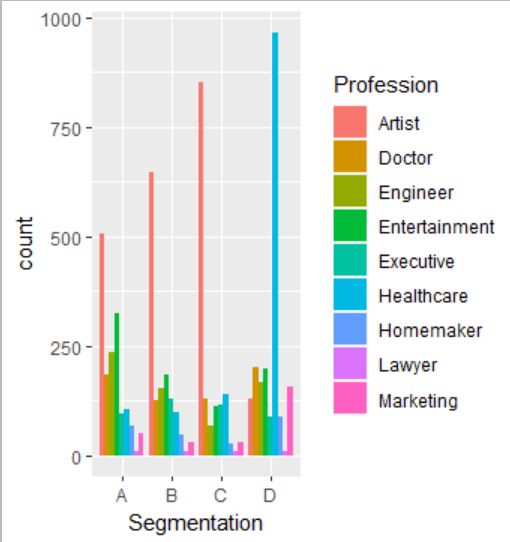 1000
750
500
250
0
count
A B C D
Segmentation
Profession
Artist
Doctor
Engineer
Entertainment
Executive
Healthcare
Homemaker
Lawyer
Marketing